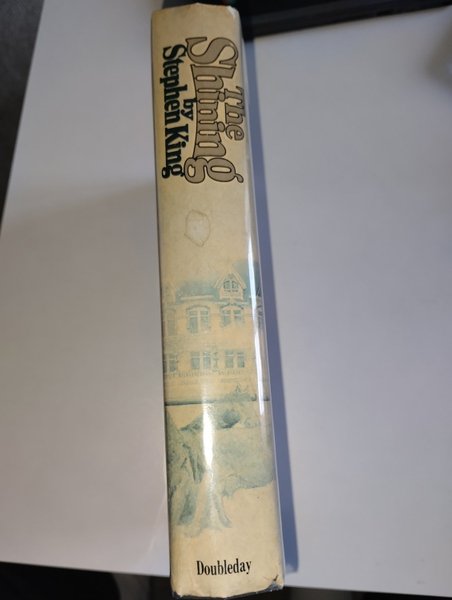 The
Shining
by
Stephen King
Doubleday